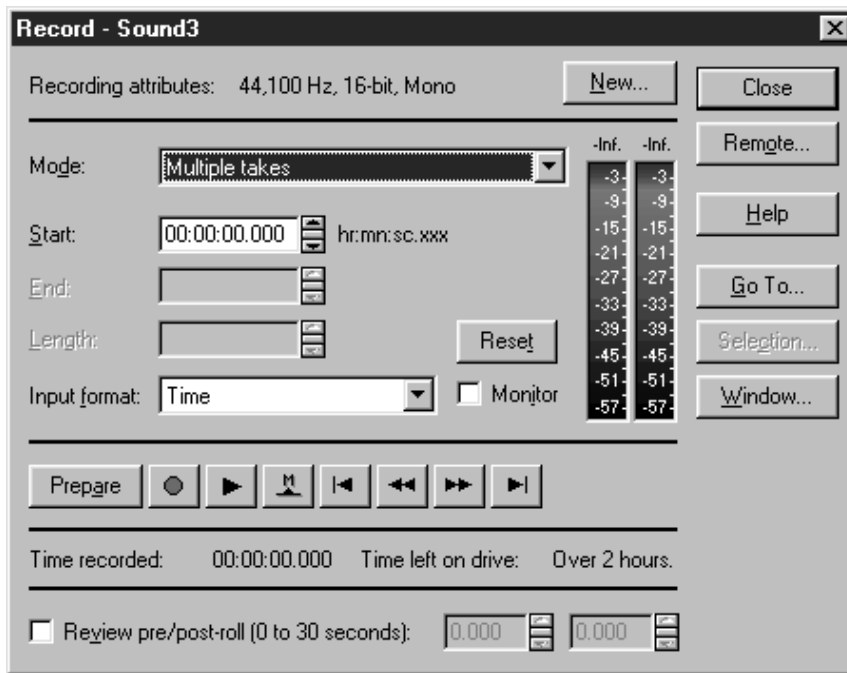 Record - Sound3
Recording attributes: 44,100 Hz, 16-bit, Mono
New...
Close
Mode: Multiple takes
-Inf. -Inf.
Remote...
-3 -3
-9 -9
Start: 00:00:00.000 hr:mn:sc.xxx
-15 -15
Help
-21 -21
End:
-27 -27
Go To...
-33 -33
Length:
Reset
-39 -39
Selection...
-45 -45
Input format: Time
Monitor
-51 -51
-57 -57
Window...
Prepare
M
Time recorded: 00:00:00.000 Time left on drive: Over 2 hours.
Review pre/post-roll (0 to 30 seconds): 0.000 0.000